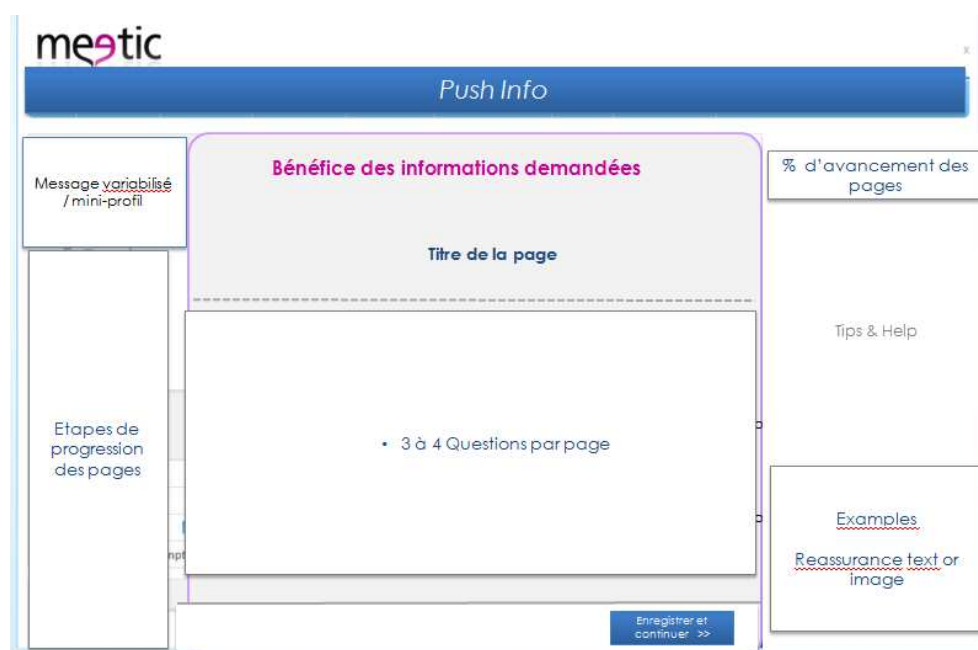 meetic
x
Push Info
Message variabilisé
/ mini-profil
Bénéfice des informations demandées
% d'avancement des
pages
Titre de la page
Tips & Help
Etapes de
progression
des pages
• 3 à 4 Questions par page
Examples
Reassurance text or
image
Enregistrer et
continuer >>